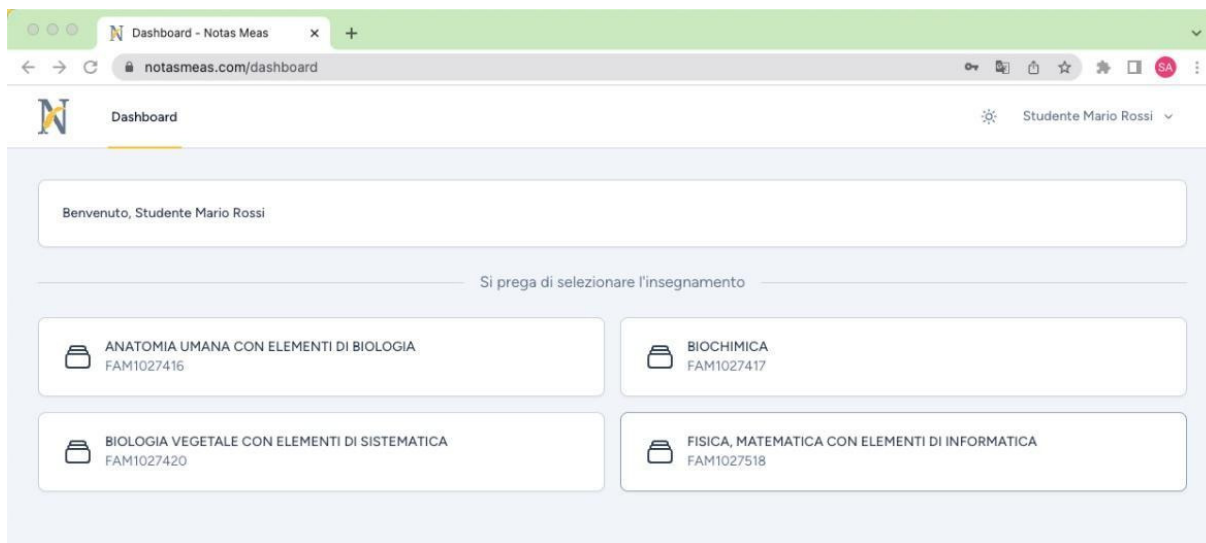 Dashboard - Notas Meas
notasmeas.com/dashboard
SA
N
Dashboard
Studente Mario Rossi
Benvenuto, Studente Mario Rossi
Si prega di selezionare l'insegnamento
ANATOMIA UMANA CON ELEMENTI DI BIOLOGIA
FAM1027416
BIOCHIMICA
FAM1027417
BIOLOGIA VEGETALE CON ELEMENTI DI SISTEMATICA
FAM1027420
FISICA, MATEMATICA CON ELEMENTI DI INFORMATICA
FAM1027518